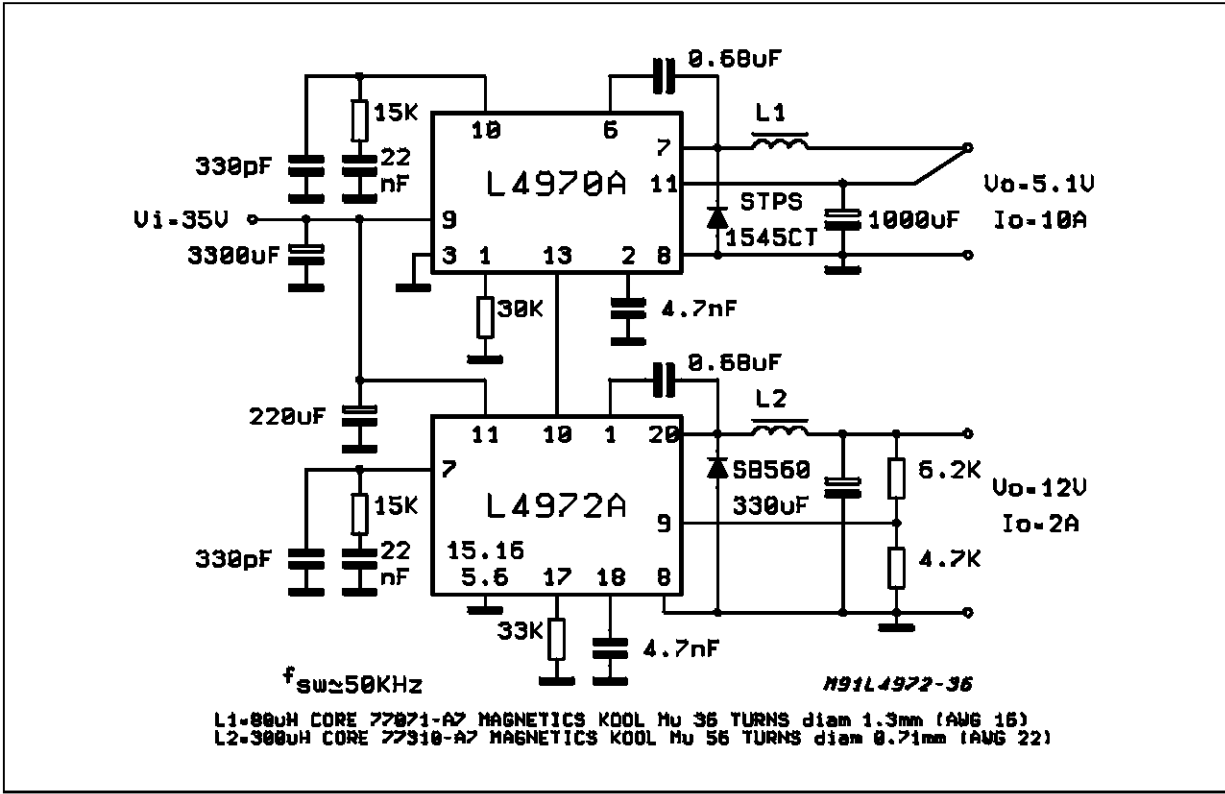 0.68uF
15K
10
6
L1
330pF
22
nF
7
L4970A
11
Vo=5.1V
Vi=35V
9
STPS
1545CT
1000uF
Io=10A
3300uF
3
1
13
2
8
30K
4.7nF
0.68uF
L2
220uF
11
10
1
20
7
SB560
6.2K
15K
L4972A
330uF
Vo=12V
9
Io=2A
330pF
22
nF
15.16
5.6
17
18
8
4.7K
33K
4.7nF
fsw≃50KHz
M91L4972-36
L1=80uH CORE 77071-A7 MAGNETICS KOOL Mu 36 TURNS diam 1.3mm (AWG 16)
L2=300uH CORE 77310-A7 MAGNETICS KOOL Mu 56 TURNS diam 0.71mm (AWG 22)